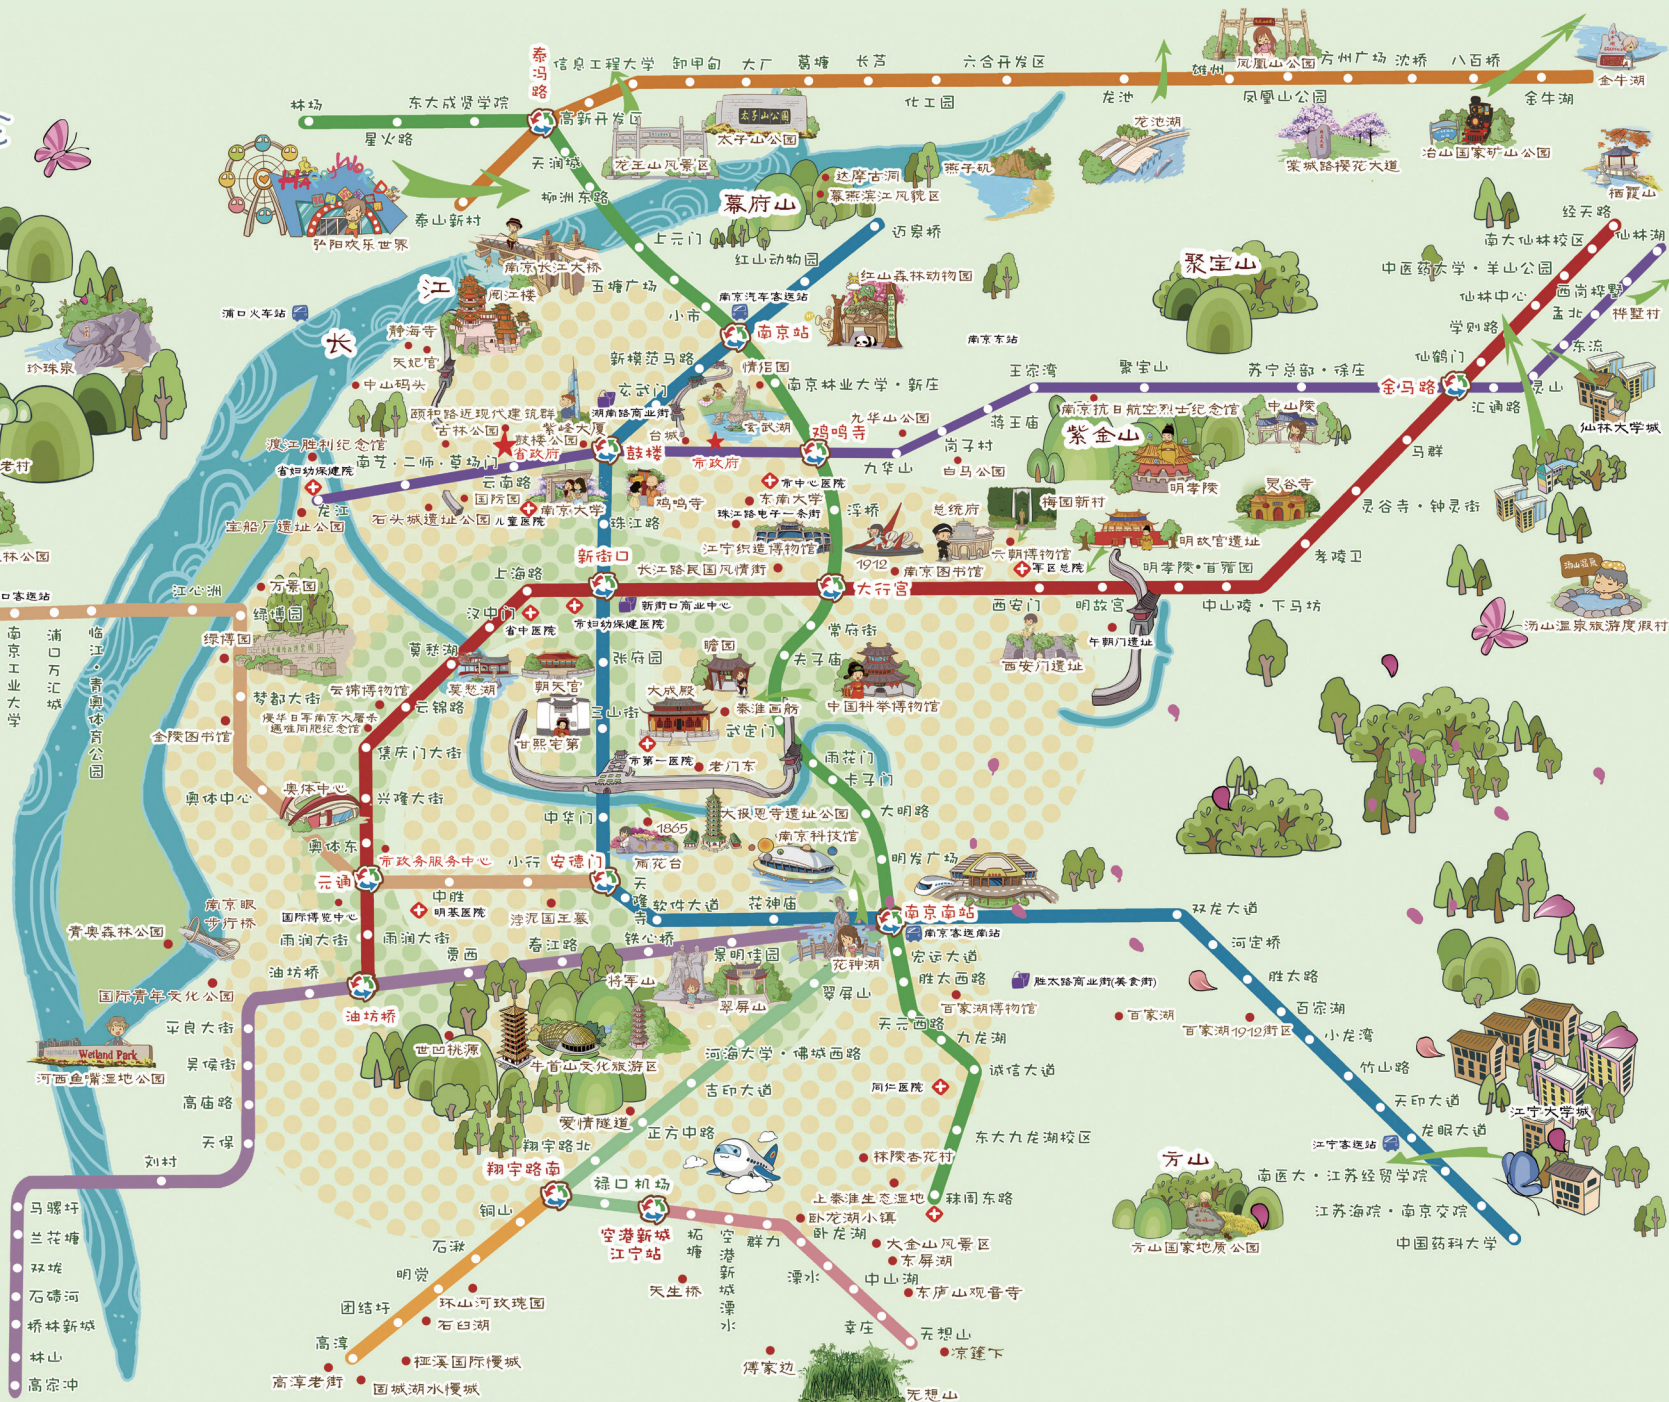 泰冯路
信息工程大学
卸甲甸
大厂
葛塘
长芦
六合开发区
雄州
凤凰山公园
方州广场
沈桥
八百桥
金牛湖
林场
东大成贤学院
高新开发区
化工园
龙池
凤凰山公园
金牛湖
星火路
太子山公园
龙池湖
天润城
龙王山风景区
冶山国家矿山公园
柳洲东路
达摩古洞
燕子矶
棠城路樱花大道
栖霞山
泰山新村
幕府山
幕燕滨江风貌区
弘阳欢乐世界
上元门
迈皋桥
经天路
南大仙林校区
仙林湖
南京长江大桥
红山动物园
聚宝山
中医药大学·羊山公园
五塘广场
红山森林动物园
江
阅江楼
南京汽车客运站
仙林中心
西岗桦墅
浦口火车站
小市
南京站
孟北
桦墅村
静海寺
长
南京东站
学则路
天妃宫
新模范马路
东流
珍珠泉
情侣园
王家湾
聚宝山
苏宁总部·徐庄
仙鹤门
中山码头
玄武门
南京林业大学·新庄
金马路
灵山
颐和路近现代建筑群
湖南路商业街
蒋王庙
南京抗日航空烈士纪念馆
中山陵
汇通路
古林公园
鼓楼公园
紫峰大厦
台城
玄武湖
九华山公园
仙林大学城
渡江胜利纪念馆
省政府
鼓楼
市政府
鸡鸣寺
岗子村
紫金山
马群
老村
省妇幼保健院
南艺·二师·草场门
九华山
白马公园
云南路
市中心医院
明孝陵
灵谷寺
龙江
国防园
南京大学
鸡鸣寺
东南大学
梅园新村
宝船厂遗址公园
石头城遗址公园
儿童医院
珠江路
珠江路电子一条街
浮桥
总统府
灵谷寺·钟灵街
江宁织造博物馆
六朝博物馆
明故宫遗址
林公园
新街口
1912
南京图书馆
军区总院
孝陵卫
长江路民国风情街
明孝陵·苜蓿园
汤山温泉
上海路
大行宫
口客运站
江心洲
方景园
汉中门
新街口商业中心
西安门
明故宫
中山陵·下马坊
汤山温泉旅游度假村
绿博园
省中医院
市妇幼保健医院
常府街
绿博园
莫愁湖
张府园
瞻园
夫子庙
西安门遗址
午朝门遗址
南京工业大学
浦口万汇城
临江·青奥体育公园
梦都大街
云锦博物馆
莫愁湖
朝天宫
大成殿
中国科举博物馆
侵华日军南京大屠杀
遇难同胞纪念馆
云锦路
三山街
秦淮画舫
金陵图书馆
集庆门大街
甘熙宅第
武定门
市第一医院
老门东
雨花门
奥体中心
奥体中心
兴隆大街
卡子门
中华门
1865
大报恩寺遗址公园
大明路
南京科技馆
奥体东
市政务服务中心
小行
安德门
雨花台
明发广场
元通
中胜
天隆寺
南京眼
步行桥
国际博览中心
明基医院
浡泥国王墓
软件大道
花神庙
南京南站
双龙大道
青奥森林公园
雨润大街
雨润大街
春江路
铁心桥
南京客运南站
河定桥
贾西
景明佳园
花神湖
宏运大道
油坊桥
将军山
胜太西路
胜太路商业街(美食街)
胜太路
国际青年文化公园
翠屏山
翠屏山
百家湖博物馆
百家湖
百家湖
油坊桥
百家湖1912街区
平良大街
天元西路
小龙湾
世凹桃源
九龙湖
Wetland Park
河西鱼嘴湿地公园
吴侯街
河海大学·佛城西路
牛首山文化旅游区
诚信大道
竹山路
同仁医院
吉印大道
天印大道
高庙路
爱情隧道
江宁大学城
正方中路
龙眠大道
天保
翔宇路北
东大九龙湖校区
江宁客运站
刘村
翔宇路南
秣陵杏花村
方山
南医大·江苏经贸学院
禄口机场
马骡圩
上秦淮生态湿地
秣周东路
铜山
卧龙湖小镇
江苏海院·南京交院
兰花塘
空港新城
江宁站
柘塘
空港新城溧水
群力
卧龙湖
石湫
大金山风景区
方山国家地质公园
中国药科大学
双垅
明觉
东屏湖
溧水
中山湖
石碛河
天生桥
东庐山观音寺
团结圩
环山河玫瑰园
桥林新城
石臼湖
幸庄
无想山
高淳
林山
桠溪国际慢城
傅家边
凉篷下
高家冲
高淳老街
固城湖水慢城
无想山